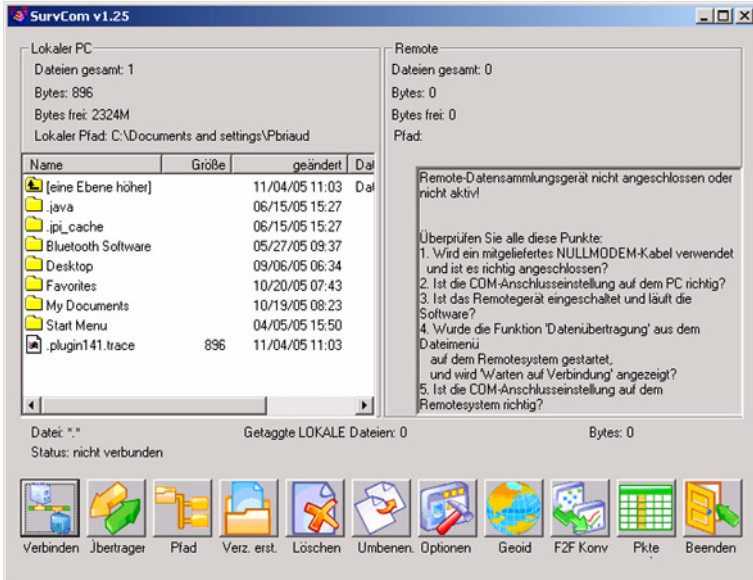 SurvCom v1.25
Lokaler PC
Dateien gesamt: 1
Bytes: 896
Bytes frei: 2324M
Lokaler Pfad: C:\Documents and settings\Pbriaud
Name Größe geändert Dat
[eine Ebene höher] 11/04/05 11:03 Dat
.java 06/15/05 15:27
.jpi_cache 06/15/05 15:27
Bluetooth Software 05/27/05 09:37
Desktop 09/06/05 06:34
Favorites 10/20/05 07:43
My Documents 10/19/05 08:23
Start Menu 04/05/05 15:50
.plugin141.trace 896 11/04/05 11:03
Remote
Dateien gesamt: 0
Bytes: 0
Bytes frei: 0
Pfad:
Remote-Datensammlungsgerät nicht angeschlossen oder
nicht aktiv!
Überprüfen Sie alle diese Punkte:
1. Wird ein mitgeliefertes NULLMODEM-Kabel verwendet
und ist es richtig angeschlossen?
2. Ist die COM-Anschlusseinstellung auf dem PC richtig?
3. Ist das Remotegerät eingeschaltet und läuft die
Software?
4. Wurde die Funktion 'Datenübertragung' aus dem
Dateimenü
auf dem Remotesystem gestartet,
und wird 'Warten auf Verbindung' angezeigt?
5. Ist die COM-Anschlusseinstellung auf dem
Remotesystem richtig?
Datei: *.* Getaggte LOKALE Dateien: 0 Bytes: 0
Status: nicht verbunden
Verbinden Jbertrager Pfad Verz. erst. Löschen Umbenen. Optionen Geoid F2F Konv Pkte Beenden